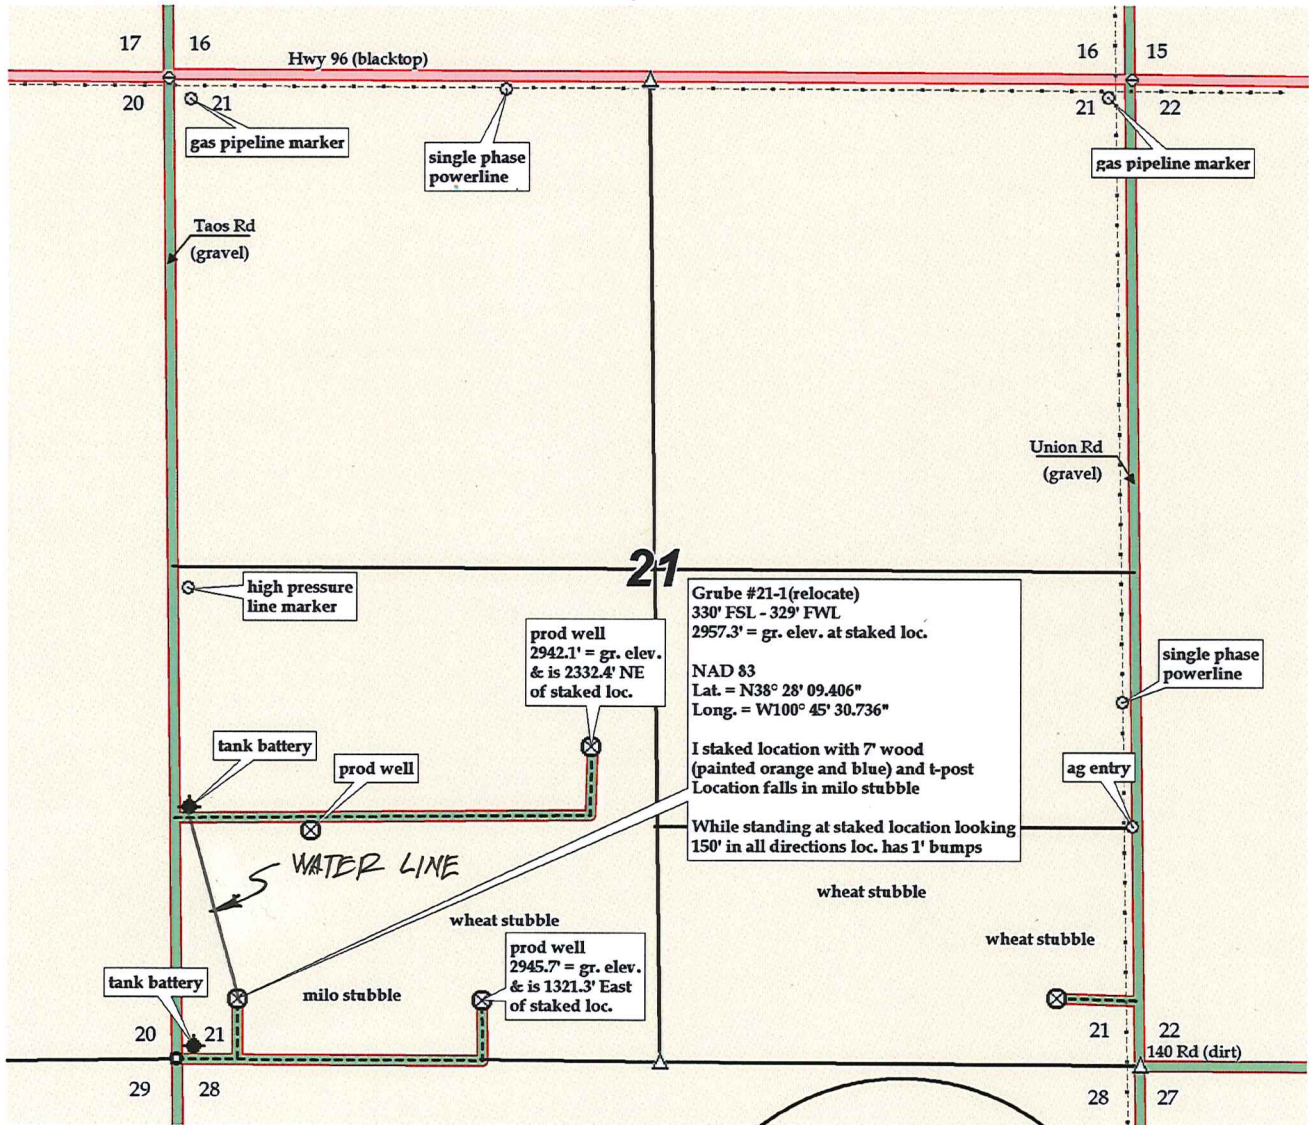 17
16
Hwy 96 (blacktop)
16
15
20
21
21
22
gas pipeline marker
single phase
powerline
gas pipeline marker
Taos Rd
(gravel)
Union Rd
(gravel)
21
high pressure
line marker
Grube #21-1(relocate)
330' FSL - 329' FWL
2957.3' = gr. elev. at staked loc.
NAD 83
Lat. = N38° 28' 09.406"
Long. = W100° 45' 30.736"
I staked location with 7' wood
(painted orange and blue) and t-post
Location falls in milo stubble
While standing at staked location looking
150' in all directions loc. has 1' bumps
prod well
2942.1' = gr. elev.
& is 2332.4' NE
of staked loc.
single phase
powerline
tank battery
prod well
ag entry
WATER LINE
wheat stubble
wheat stubble
wheat stubble
prod well
2945.7' = gr. elev.
& is 1321.3' East
of staked loc.
tank battery
milo stubble
20
21
21
22
140 Rd (dirt)
29
28
28
27